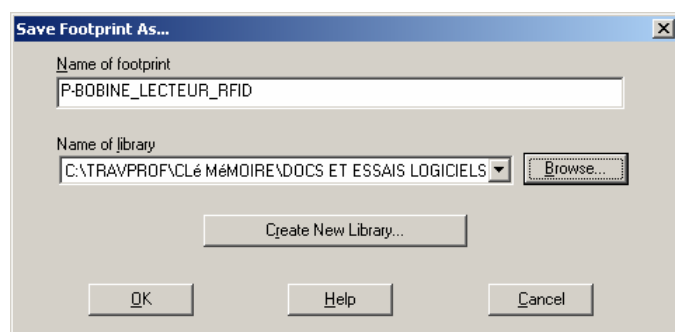 Save Footprint As...
Name of footprint
P-BOBINE_LECTEUR_RFID
Name of library
C:\TRAVPROF\CLé MéMOIRE\DOCS ET ESSAIS LOGICIELS
Browse...
Create New Library...
OK Help Cancel